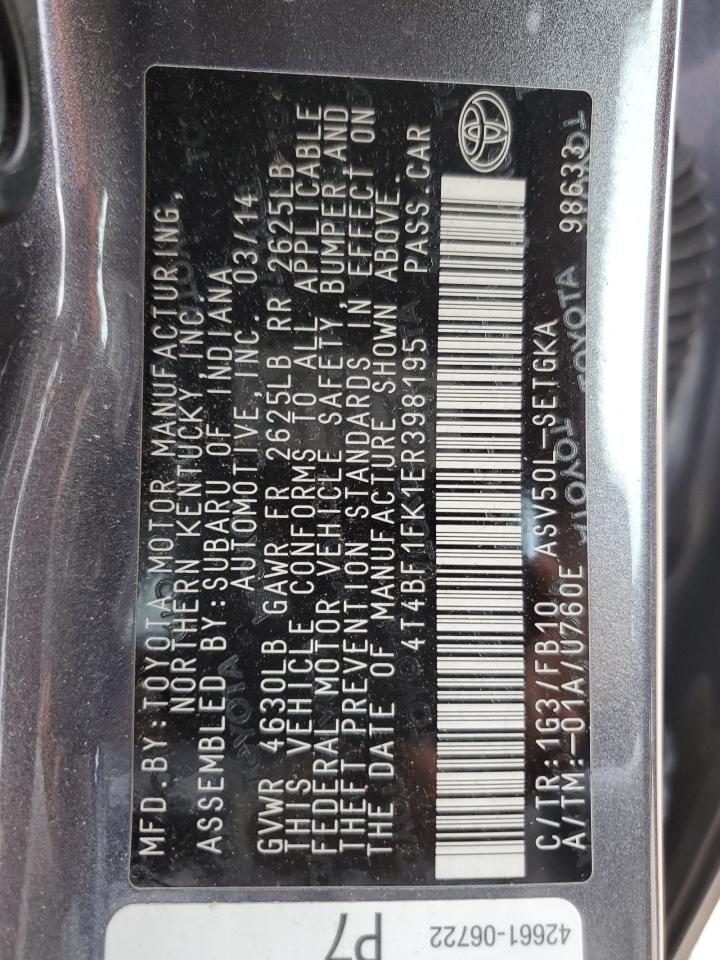 MFD.BY:TOYOTA MOTOR MANUFACTURING,
NORTHERN KENTUCKY INC.
ASSEMBLED BY:SUBARU OF INDIANA
AUTOMOTIVE,INC. 03/14
GVWR 4630LB GAWR FR 2625LB RR 2625LB
THIS VEHICLE CONFORMS TO ALL APPLICABLE
FEDERAL MOTOR VEHICLE SAFETY,BUMPER,AND
THEFT PREVENTION STANDARDS IN EFFECT ON
THE DATE OF MANUFACTURE SHOWN ABOVE.
4T4BF1FK1ER398195 PASS.CAR
C/TR:1G3/FB10 ASV50L-SETGKA
A/TM:-01A/U760E 98633
TOYOTA
42661-06722
P7